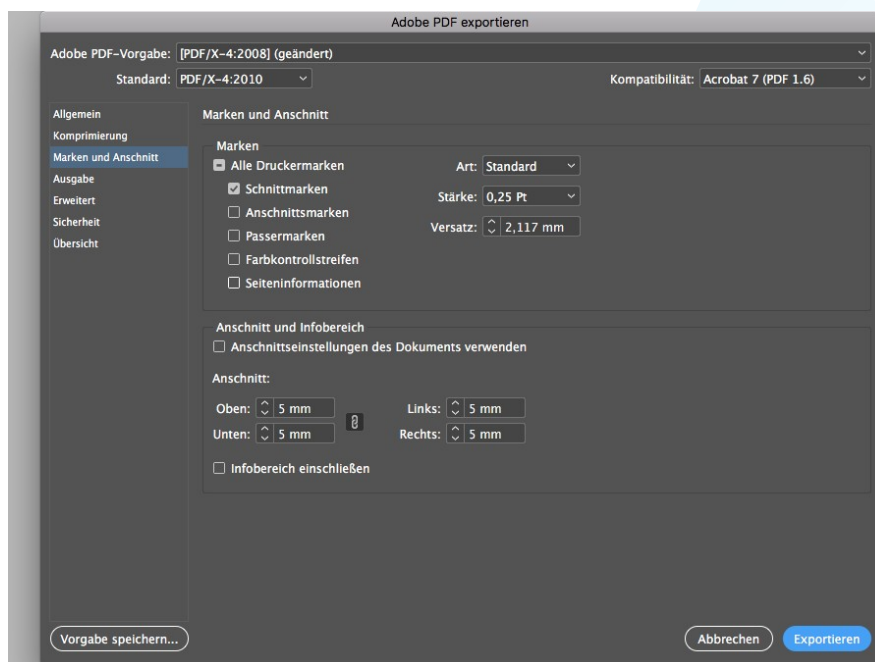 Adobe PDF exportieren
Adobe PDF-Vorgabe: [PDF/X-4:2008] (geändert)
Standard: PDF/X-4:2010 Kompatibilität: Acrobat 7 (PDF 1.6)
Allgemein
Komprimierung
Marken und Anschnitt
Ausgabe
Erweitert
Sicherheit
Übersicht
Marken und Anschnitt
Marken
Alle Druckermarken Art: Standard
Schnittmarken Stärke: 0,25 Pt
Anschnittsmarken Versatz: 2,117 mm
Passermarken
Farbkontrollstreifen
Seiteninformationen
Anschnitt und Infobereich
Anschnittseinstellungen des Dokuments verwenden
Anschnitt:
Oben: 5 mm Links: 5 mm
Unten: 5 mm Rechts: 5 mm
Infobereich einschließen
Vorgabe speichern... Abbrechen Exportieren